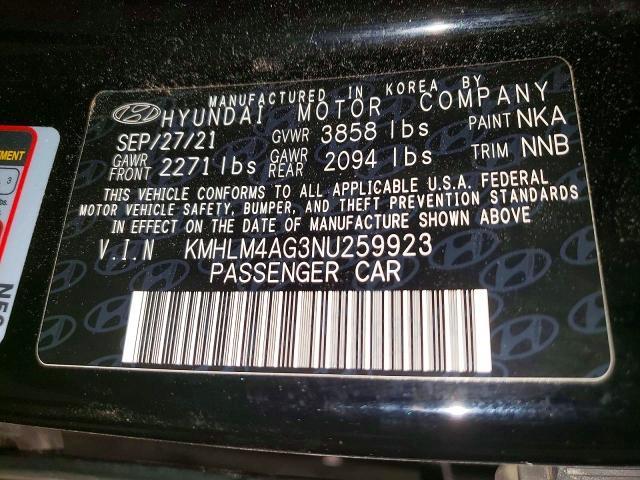 MANUFACTURED IN KOREA BY
HYUNDAI MOTOR COMPANY
SEP/27/21 GVWR 3858 lbs PAINT NKA
GAWR FRONT 2271 lbs GAWR REAR 2094 lbs TRIM NNB
THIS VEHICLE CONFORMS TO ALL APPLICABLE U.S.A. FEDERAL
MOTOR VEHICLE SAFETY, BUMPER, AND THEFT PREVENTION STANDARDS
IN EFFECT ON THE DATE OF MANUFACTURE SHOWN ABOVE
V.I.N KMHLM4AG3NU259923
PASSENGER CAR